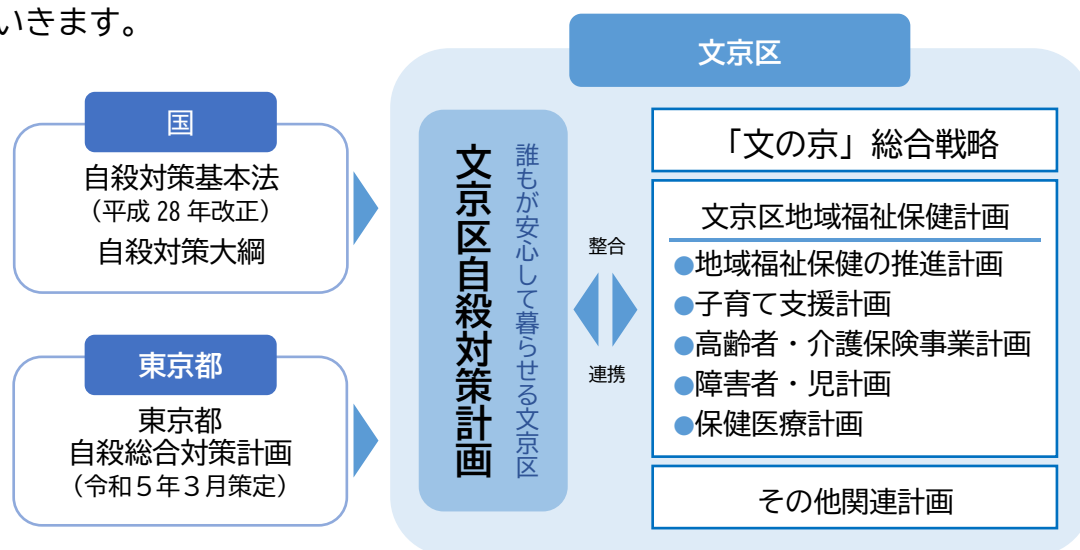 いきます。
文京区
国
自殺対策基本法
（平成 28 年改正）
自殺対策大綱
東京都
東京都
自殺総合対策計画
（令和５年３月策定）
誰もが安心して暮らせる文京区
文京区自殺対策計画
整合
連携
「文の京」総合戦略
文京区地域福祉保健計画
●地域福祉保健の推進計画
●子育て支援計画
●高齢者・介護保険事業計画
●障害者・児計画
●保健医療計画
その他関連計画